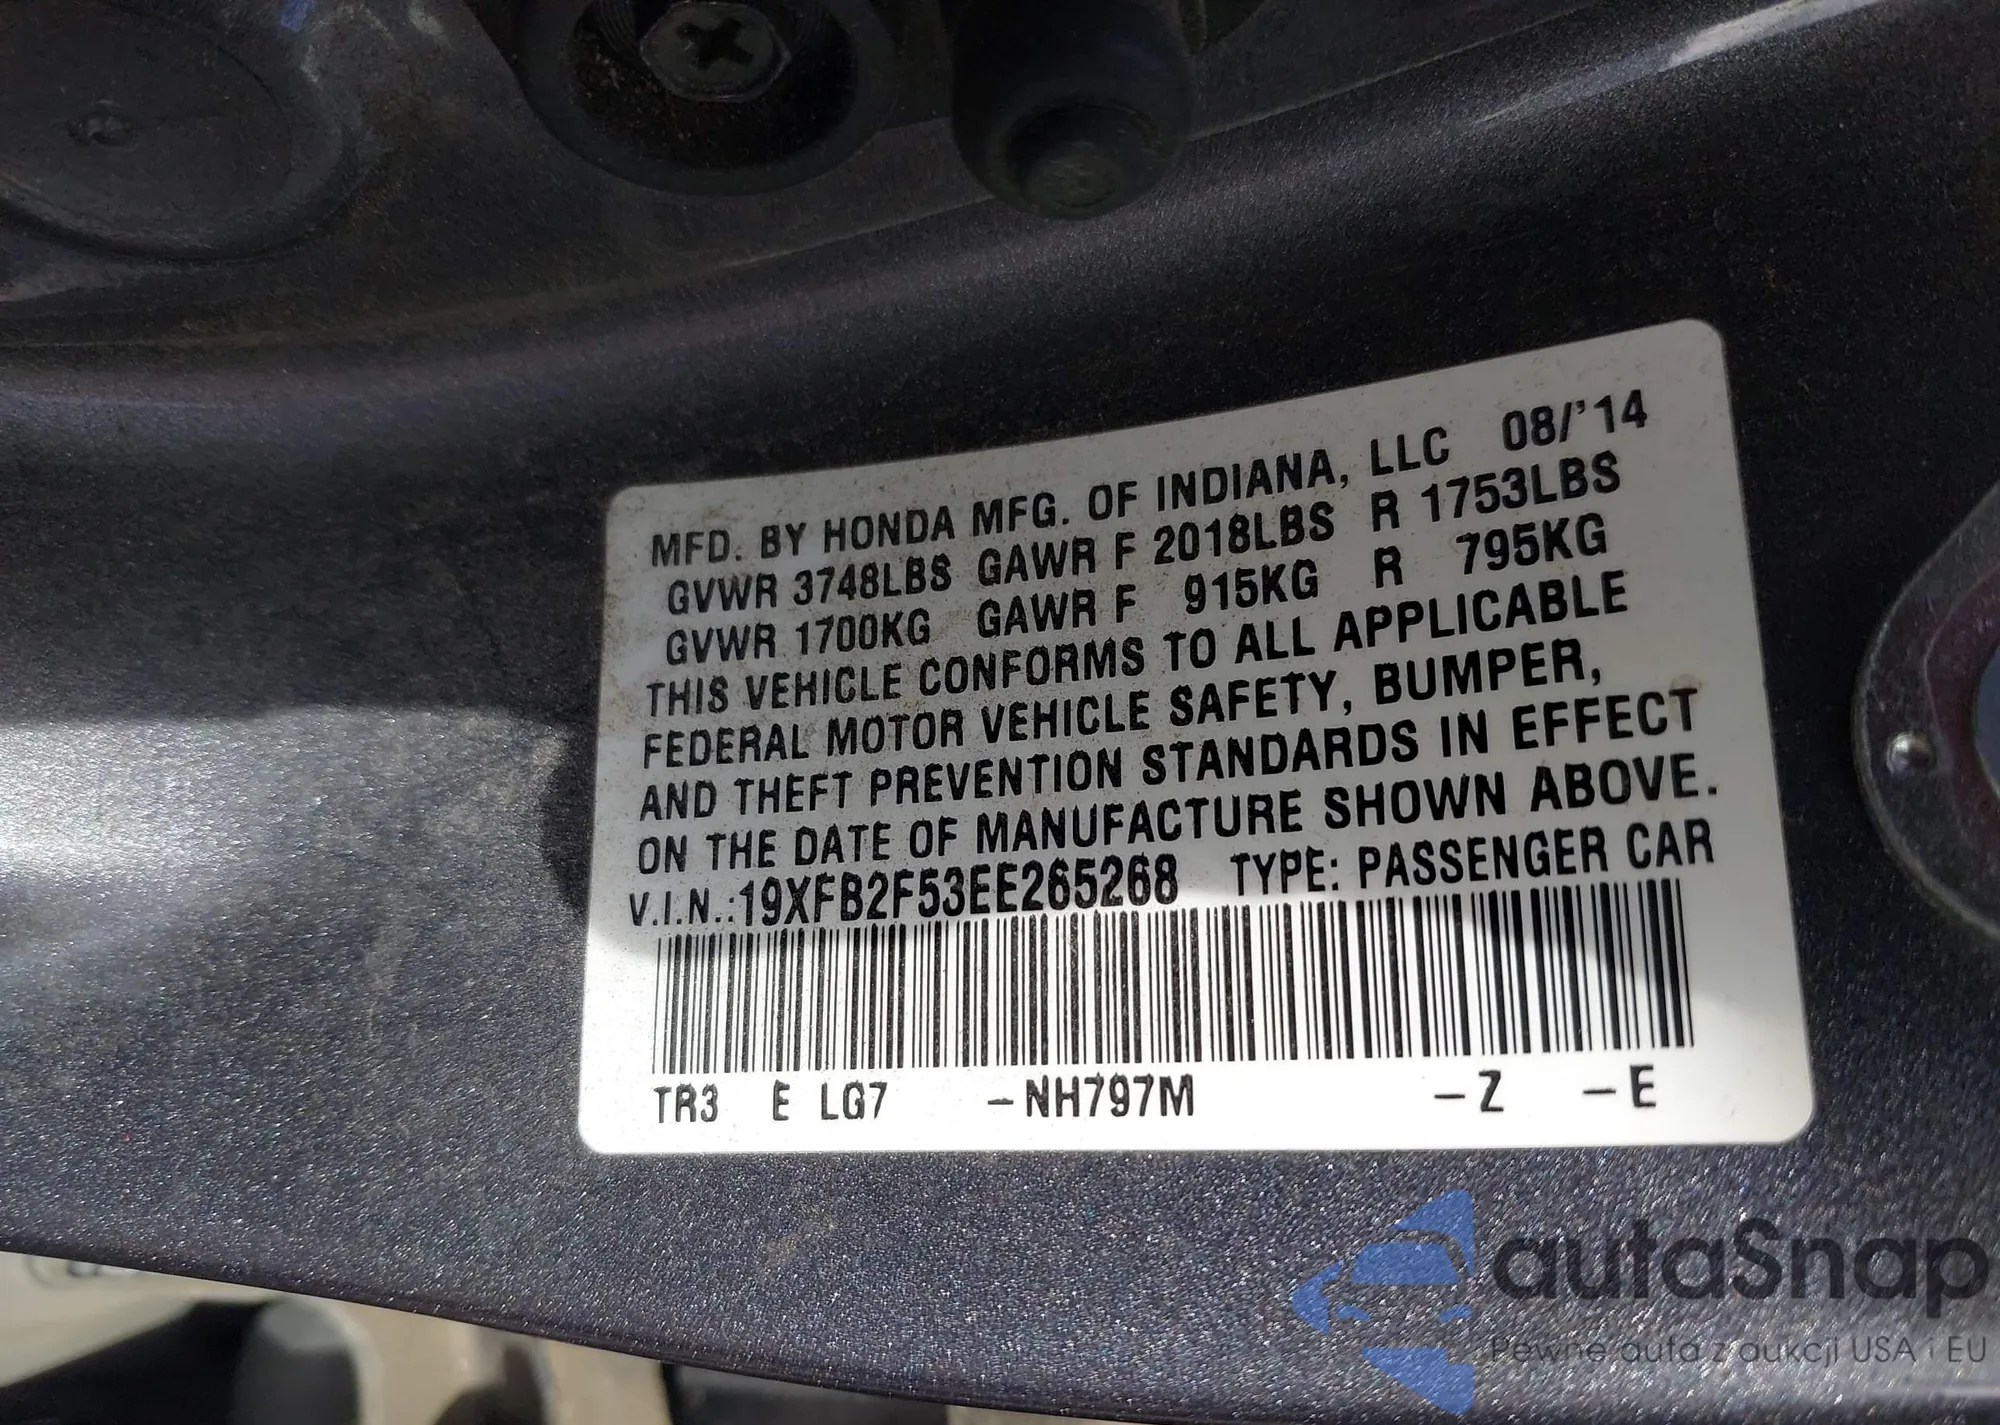 MFD. BY HONDA MFG. OF INDIANA, LLC 08/'14
GVWR 3748LBS GAWR F 2018LBS R 1753LBS
GVWR 1700KG GAWR F 915KG R 795KG
THIS VEHICLE CONFORMS TO ALL APPLICABLE
FEDERAL MOTOR VEHICLE SAFETY, BUMPER,
AND THEFT PREVENTION STANDARDS IN EFFECT
ON THE DATE OF MANUFACTURE SHOWN ABOVE.
V.I.N.:19XFB2F53EE265268 TYPE: PASSENGER CAR
TR3 E LG7 -NH797M -Z -E
autaSnap
Pewne auta z aukcji USA i EU